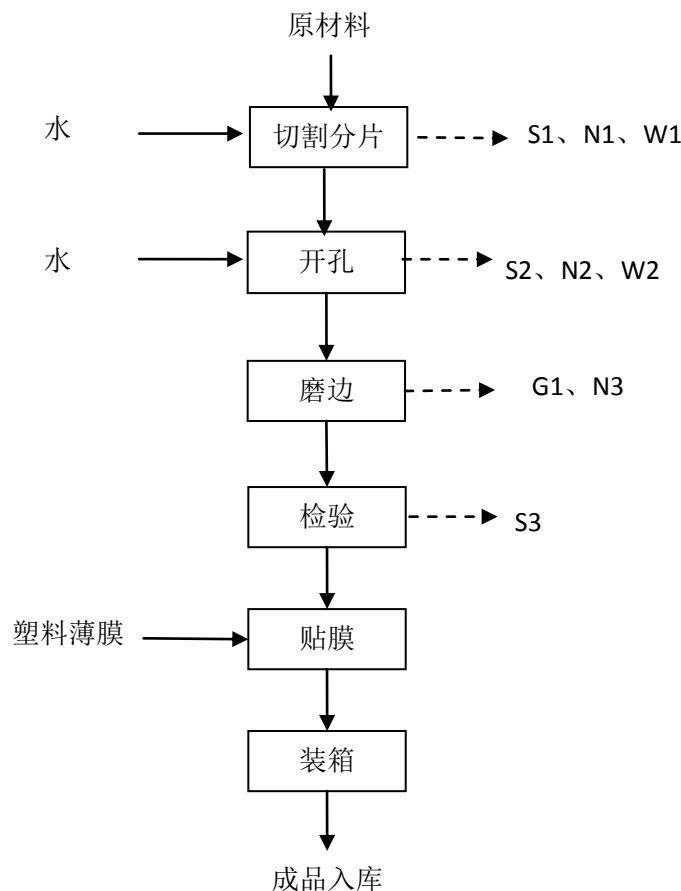 原材料
水
切割分片
S1、N1、W1
水
开孔
S2、N2、W2
磨边
G1、N3
检验
S3
塑料薄膜
贴膜
装箱
成品入库